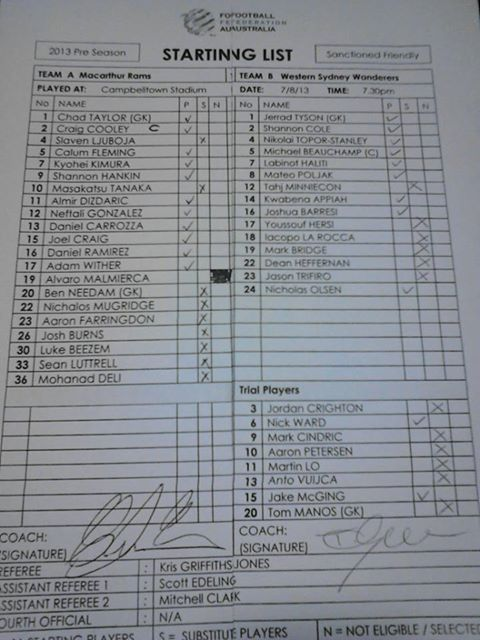 FOFOOTBALL
FEFEDERATION
AUAUSTRALIA
2013 Pre Season
STARTING LIST
Sanctioned Friendly
TEAM A Macarthur Rams
PLAYED AT: Campbelltown Stadium
No NAME P S N
1 Chad TAYLOR (GK) ✓
2 Craig COOLEY C ✓
4 Slaven LJUBOJA x
5 Calum FLEMING ✓
7 Kyohei KIMURA ✓
9 Shannon HANKIN ✓
10 Masakatsu TANAKA x
11 Almir DIZDARIC ✓
12 Neftali GONZALEZ ✓
13 Daniel CARROZZA ✓
15 Joel CRAIG ✓
16 Daniel RAMIREZ ✓
17 Adam WITHER ✓
19 Alvaro MALMIERCA
20 Ben NEEDAM (GK) x
22 Nichalos MUGRIDGE x
23 Aaron FARRINGDON x
26 Josh BURNS x
30 Luke BEEZEM x
33 Sean LUTTRELL x
36 Mohanad DELI x
TEAM B Western Sydney Wanderers
DATE: 7/8/13 TIME: 7.30pm
No NAME P S N
1 Jerrad TYSON (GK) ✓
2 Shannon COLE ✓
4 Nikolai TOPOR-STANLEY ✓
5 Michael BEAUCHAMP (C) ✓
7 Labinot HALITI ✓
8 Mateo POLJAK ✓
12 Tahj MINNIECON x
14 Kwabena APPIAH ✓
16 Joshua BARRESI ✓
17 Youssouf HERSI x
18 Iacopo LA ROCCA x
19 Mark BRIDGE x
22 Dean HEFFERNAN x
23 Jason TRIFIRO x
24 Nicholas OLSEN ✓
Trial Players
3 Jordan CRIGHTON x
6 Nick WARD ✓
9 Mark CINDRIC x
10 Aaron PETERSEN x
11 Martin LO x
13 Anto VUIJCA x
15 Jake McGING ✓
20 Tom MANOS (GK) x
COACH:
(SIGNATURE)
COACH:
(SIGNATURE)
REFEREE : Kris GRIFFITHSJONES
ASSISTANT REFEREE 1 : Scott EDELING
ASSISTANT REFEREE 2 : Mitchell CLARK
FOURTH OFFICIAL : N/A
STARTING PLAYERS S = SUBSTITUTE PLAYERS N = NOT ELIGIBLE / SELECTED